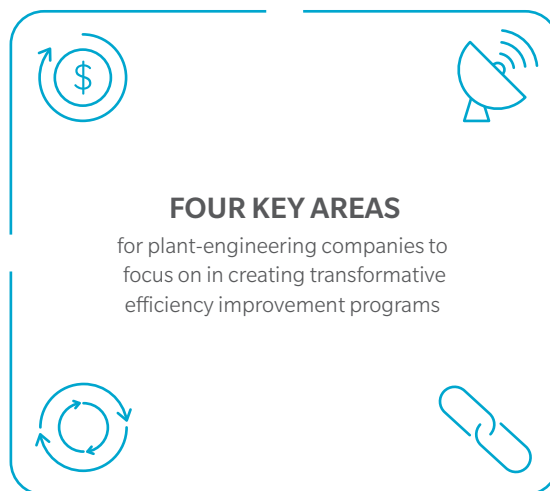 $
FOUR KEY AREAS
for plant-engineering companies to
focus on in creating transformative
efficiency improvement programs